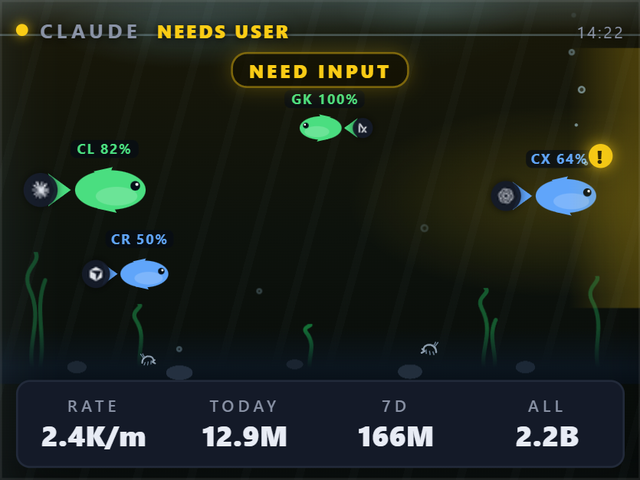 CLAUDE NEEDS USER 14:22
NEED INPUT
GK 100%
CL 82%
CX 64% !
CR 50%
RATE TODAY 7D ALL
2.4K/m 12.9M 166M 2.2B